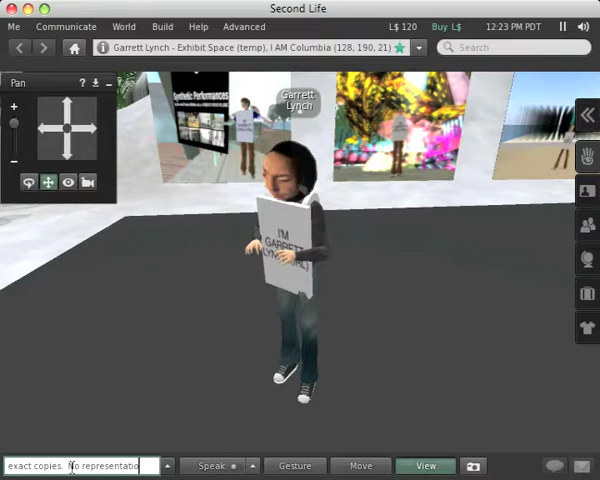 Second Life
Me Communicate World Build Help Advanced L$ 120 Buy L$ 12:23 PM PDT
Garrett Lynch - Exhibit Space (temp), I AM Columbia (128, 190, 21) Search
Pan ?
Garrett
Lynch
Synthetic Performances
I'M
GARRETT
exact copies. No representatio Speak Gesture Move View